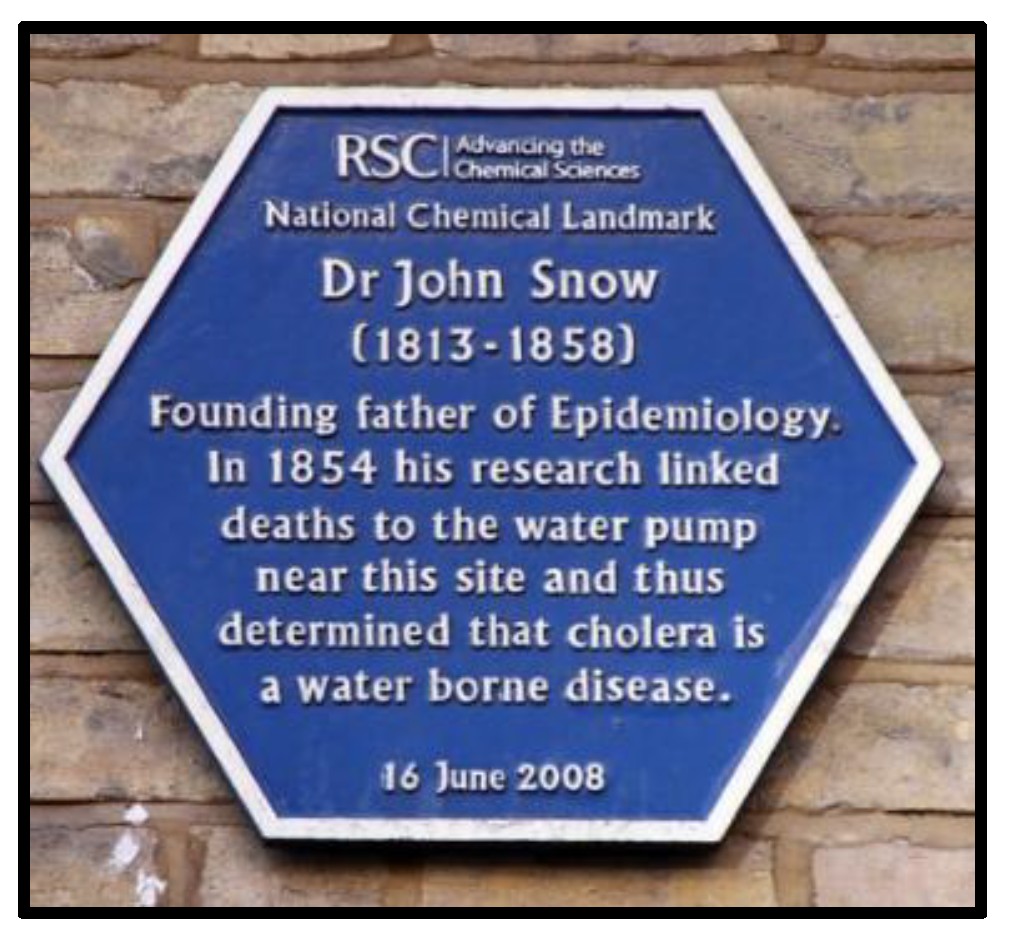 RSC Advancing the
Chemical Sciences
National Chemical Landmark
Dr John Snow
(1813-1858)
Founding father of Epidemiology.
In 1854 his research linked
deaths to the water pump
near this site and thus
determined that cholera is
a water borne disease.
16 June 2008